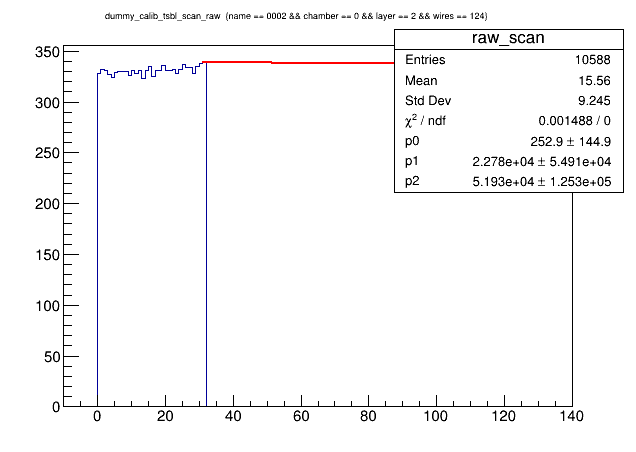 dummy_calib_tsbl_scan_raw (name == 0002 && chamber == 0 && layer == 2 && wires == 124)
raw_scan
Entries 10588
Mean 15.56
Std Dev 9.245
χ² / ndf 0.001488 / 0
p0 252.9 ± 144.9
p1 2.278e+04 ± 5.491e+04
p2 5.193e+04 ± 1.253e+05
350
300
250
200
150
100
50
0
0 20 40 60 80 100 120 140